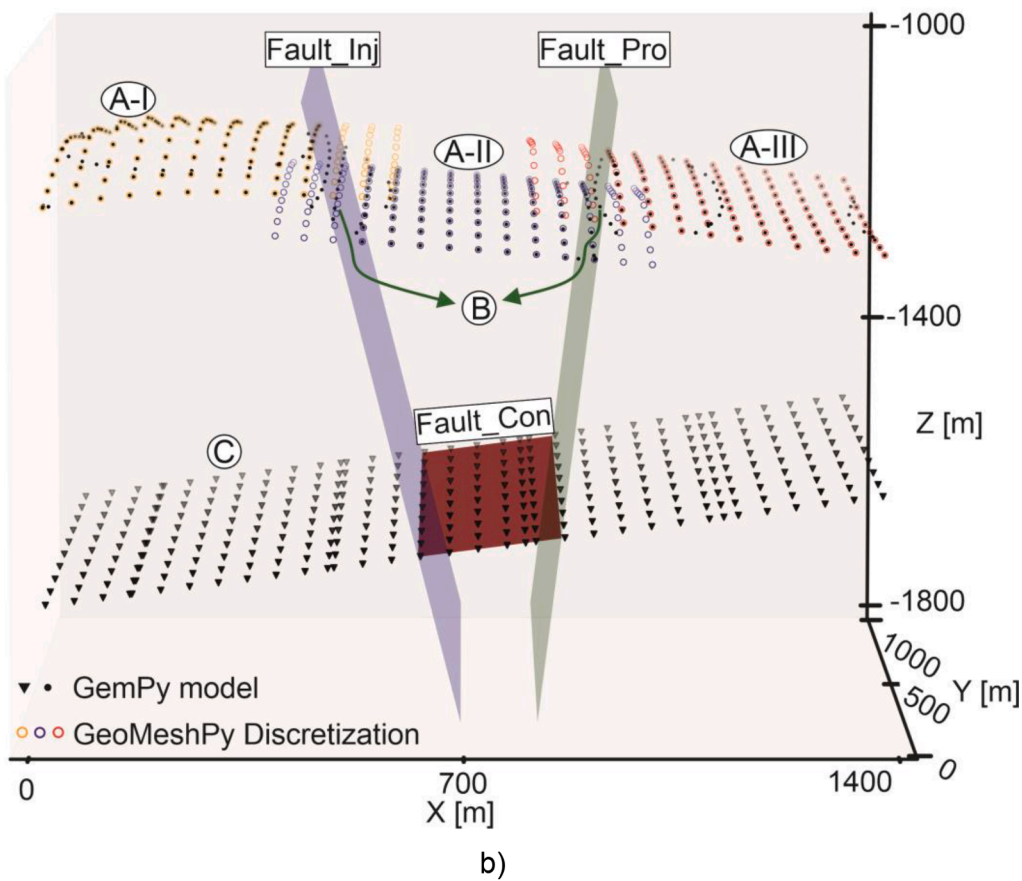 -1000
Fault_Inj
Fault_Pro
A-I
A-II
A-III
B
-1400
Fault_Con
Z [m]
C
-1800
1000
500
Y [m]
0
GemPy model
GeoMeshPy Discretization
0
700
1400
X [m]
b)